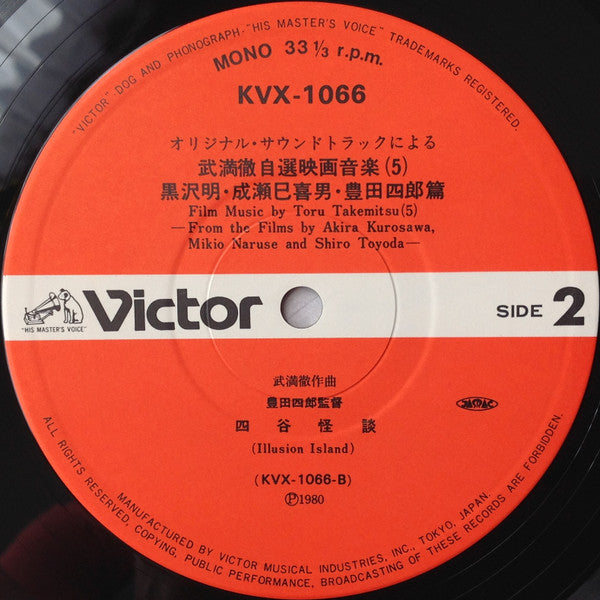 "VICTOR"-DOG AND PHONOGRAPH-"HIS MASTER'S VOICE" TRADEMARKS REGISTERED.
MONO 33 1/3 r.p.m.
KVX-1066
オリジナル・サウンドトラックによる
武満徹自選映画音楽(5)
黒沢明・成瀬巳喜男・豊田四郎篇
Film Music by Toru Takemitsu(5)
—From the Films by Akira Kurosawa,
Mikio Naruse and Shiro Toyoda—
"HIS MASTER'S VOICE"
Victor
SIDE 2
武満徹作曲
豊田四郎監督
四谷怪談
(Illusion Island)
JASRAC
(KVX-1066-B)
Ⓟ1980
ALL RIGHTS RESERVED, COPYING, PUBLIC PERFORMANCE, BROADCASTING OF THESE RECORDS ARE FORBIDDEN.
MANUFACTURED BY VICTOR MUSICAL INDUSTRIES, INC., TOKYO, JAPAN.